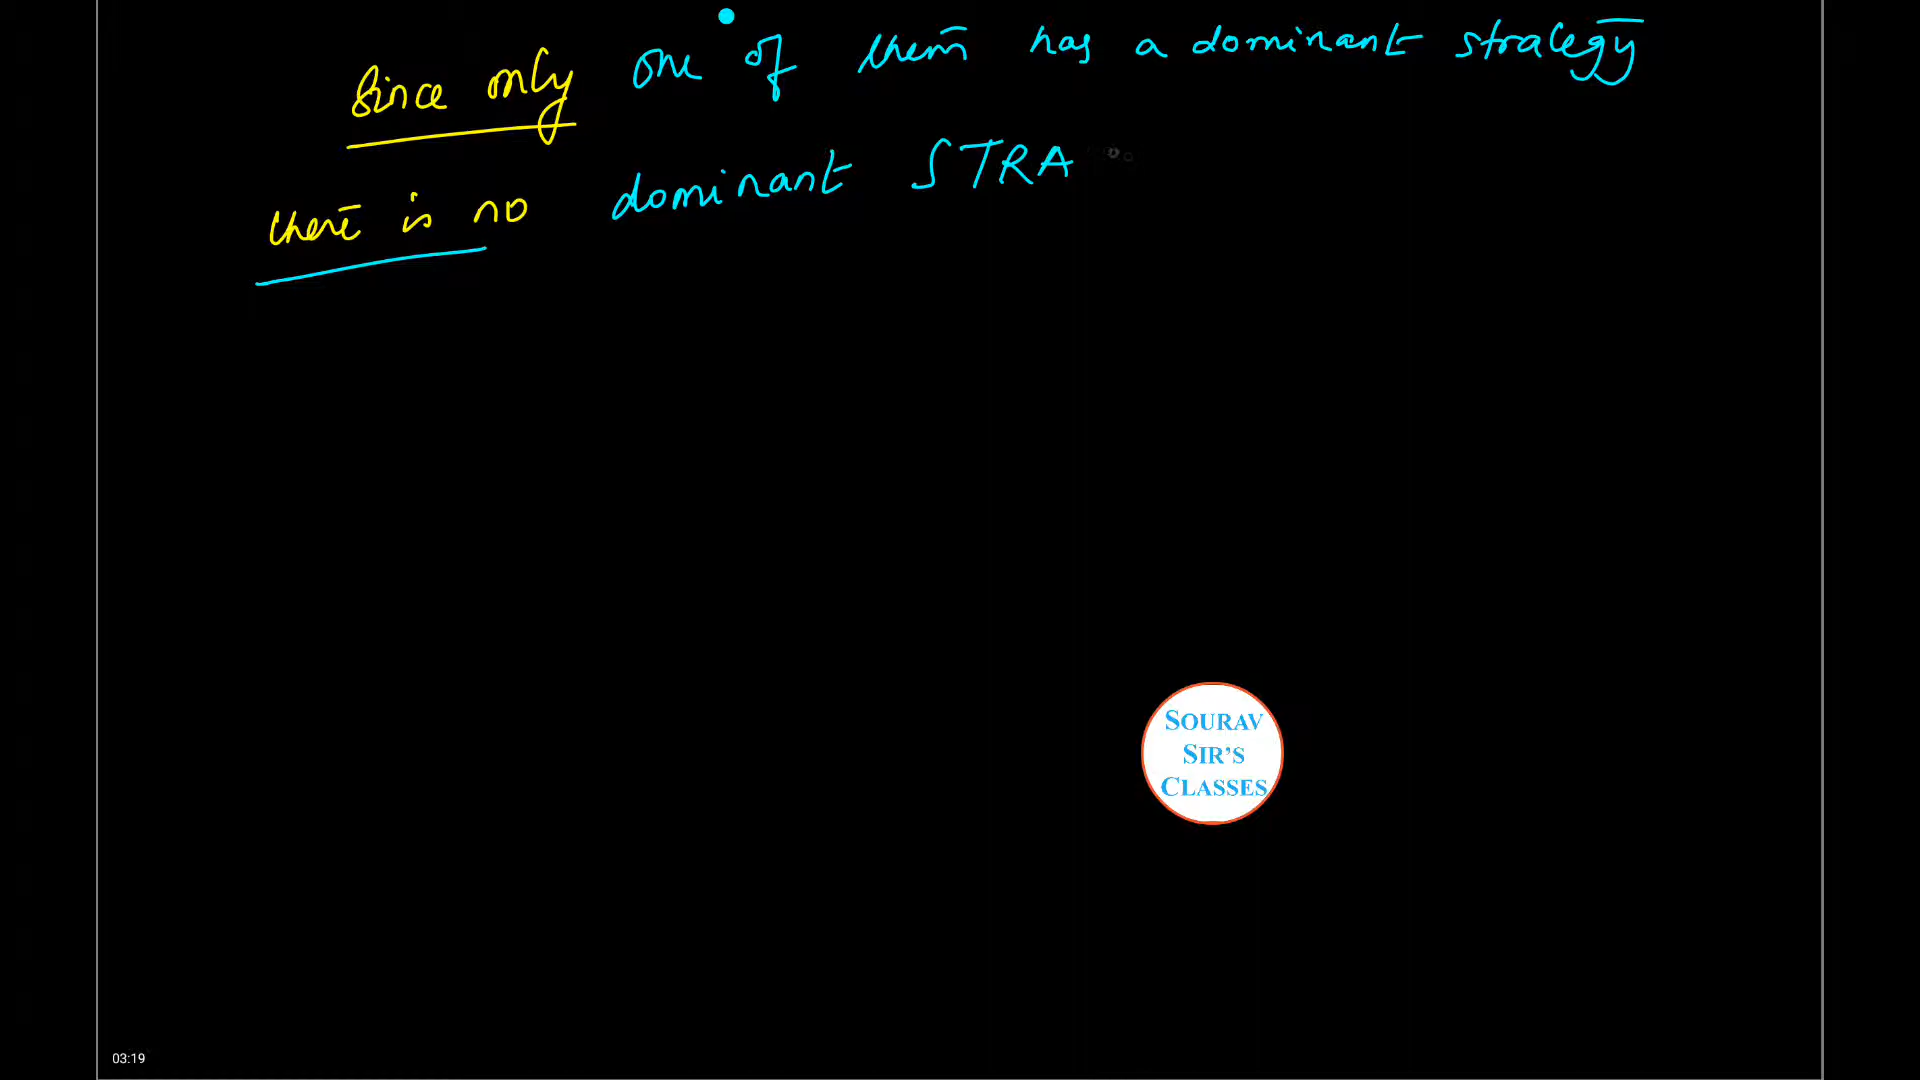 Since only one of them has a dominant strategy
there is no dominant STRA
SOURAV
SIR'S
CLASSES
03:19